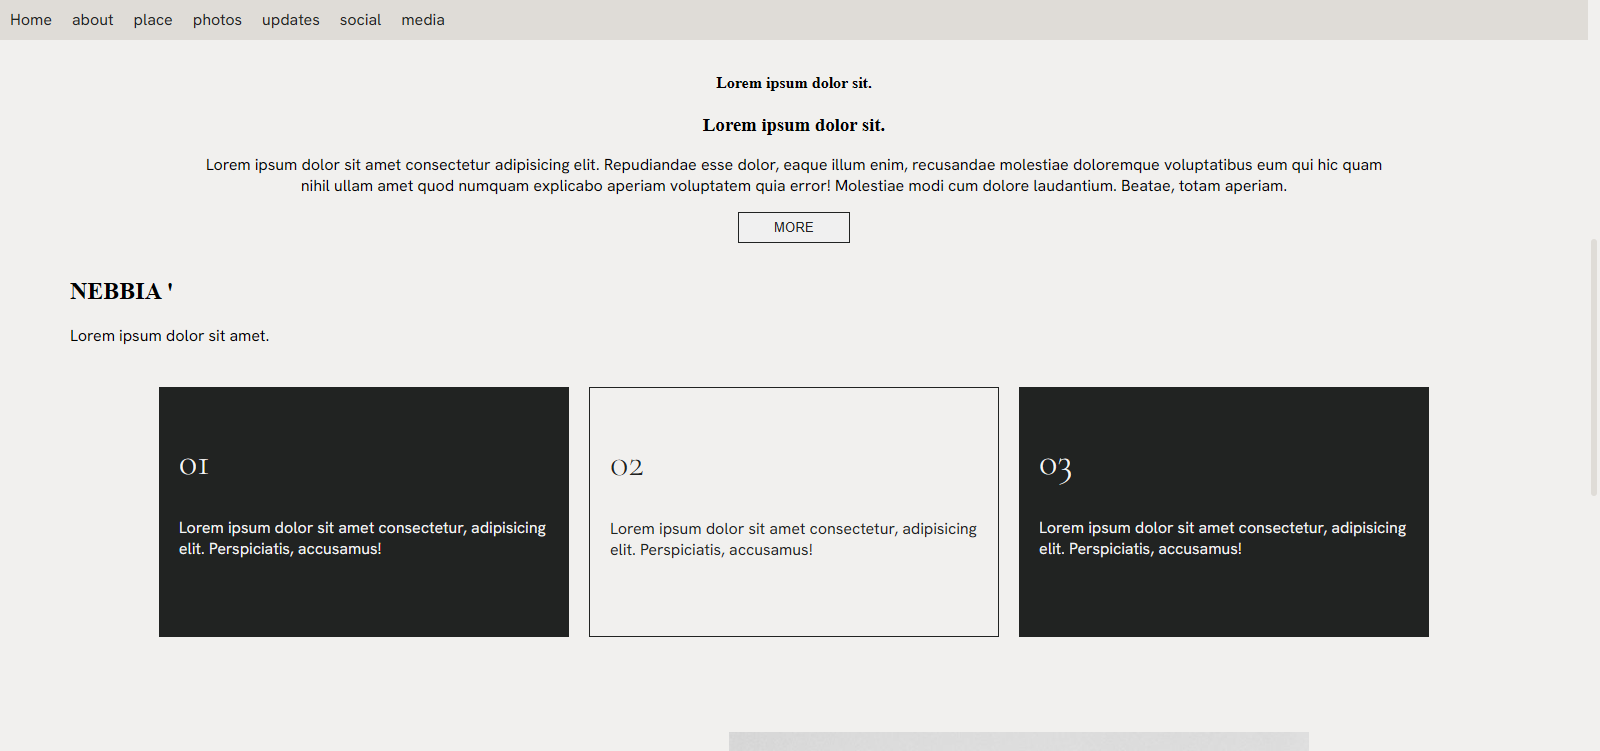 Home about place photos updates social media
Lorem ipsum dolor sit.
Lorem ipsum dolor sit.
Lorem ipsum dolor sit amet consectetur adipisicing elit. Repudiandae esse dolor, eaque illum enim, recusandae molestiae doloremque voluptatibus eum qui hic quam
nihil ullam amet quod numquam explicabo aperiam voluptatem quia error! Molestiae modi cum dolore laudantium. Beatae, totam aperiam.
MORE
NEBBIA '
Lorem ipsum dolor sit amet.
01
Lorem ipsum dolor sit amet consectetur, adipisicing
elit. Perspiciatis, accusamus!
02
Lorem ipsum dolor sit amet consectetur, adipisicing
elit. Perspiciatis, accusamus!
03
Lorem ipsum dolor sit amet consectetur, adipisicing
elit. Perspiciatis, accusamus!